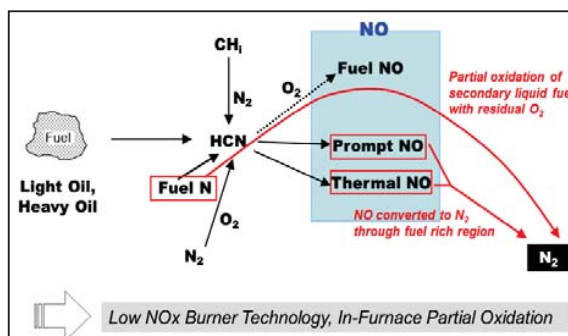 NO
CHi
Fuel NO
O2
Partial oxidation of
secondary liquid fue
with residual O2
N2
Fuel
HCN
Prompt NO
Light Oil,
Heavy Oil
Fuel N
Thermal NO
O2
NO converted to N2
through fuel rich region
N2
N2
Low NOx Burner Technology, In-Furnace Partial Oxidation